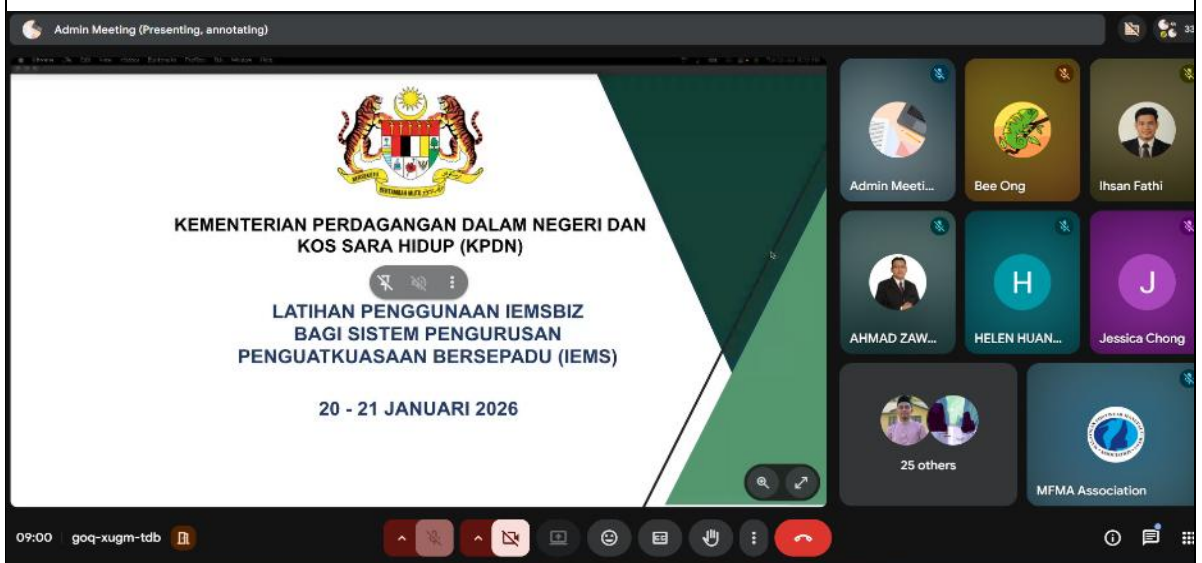 Admin Meeting (Presenting, annotating)
33
KEMENTERIAN PERDAGANGAN DALAM NEGERI DAN
KOS SARA HIDUP (KPDN)
LATIHAN PENGGUNAAN IEMSBIZ
BAGI SISTEM PENGURUSAN
PENGUATKUASAAN BERSEPADU (IEMS)
20 - 21 JANUARI 2026
Admin Meeti...
Bee Ong
Ihsan Fathi
AHMAD ZAW...
H
HELEN HUAN...
J
Jessica Chong
25 others
MFMA Association
09:00
goq-xugm-tdb